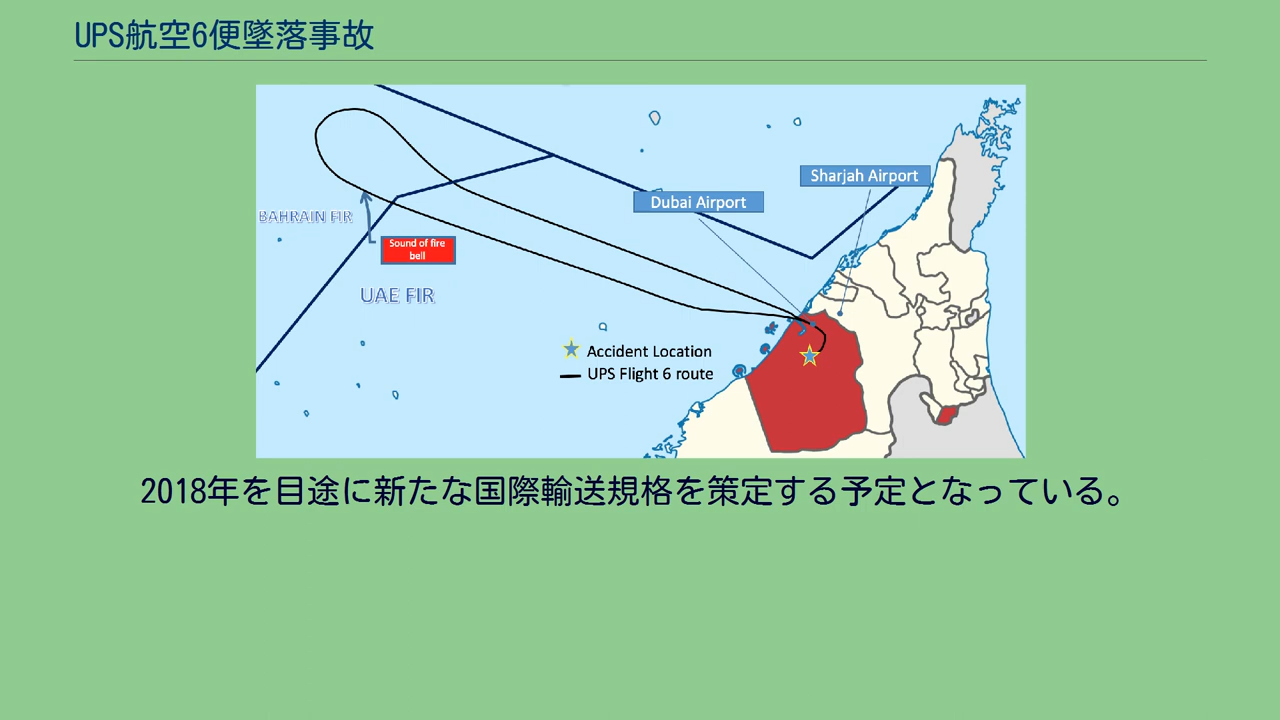 UPS航空6便墜落事故
Sharjah Airport
Dubai Airport
BAHRAIN FIR
Sound of fire
bell
UAE FIR
Accident Location
UPS Flight 6 route
2018年を目途に新たな国際輸送規格を策定する予定となっている。